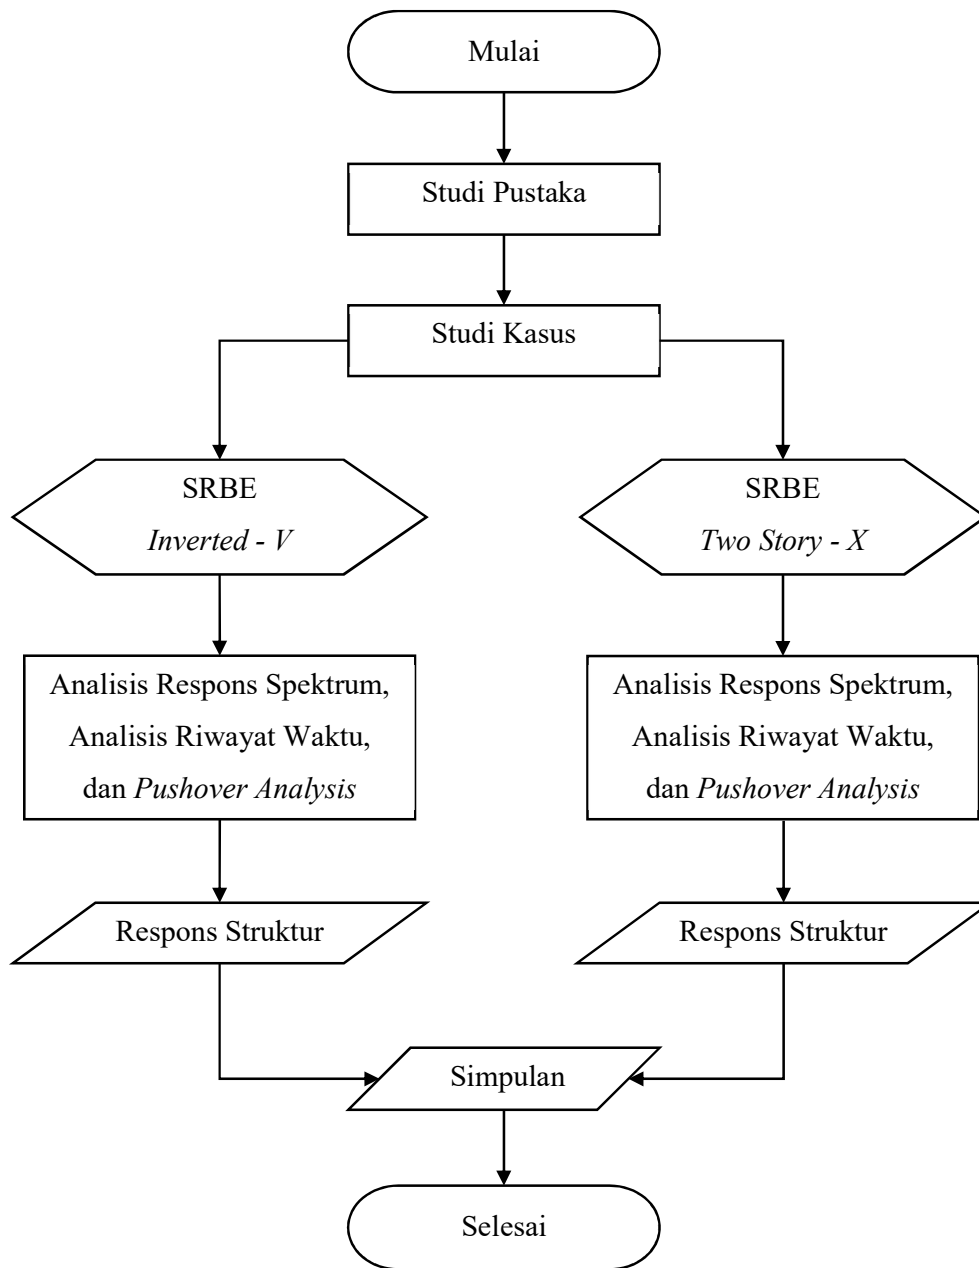 Mulai
Studi Pustaka
Studi Kasus
SRBE
Inverted - V
SRBE
Two Story - X
Analisis Respons Spektrum,
Analisis Riwayat Waktu,
dan Pushover Analysis
Analisis Respons Spektrum,
Analisis Riwayat Waktu,
dan Pushover Analysis
Respons Struktur
Respons Struktur
Simpulan
Selesai